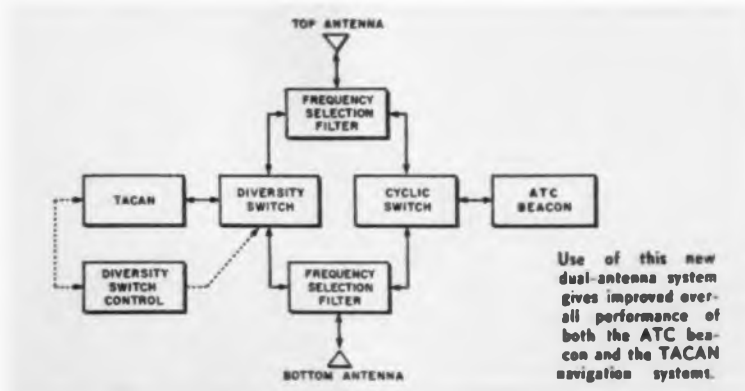 TOP ANTENNA
FREQUENCY
SELECTION
FILTER
TACAN
DIVERSITY
SWITCH
CYCLIC
SWITCH
ATC
BEACON
DIVERSITY
SWITCH
CONTROL
FREQUENCY
SELECTION
FILTER
BOTTOM ANTENNA
Use of this new
dual-antenna system
gives improved over-
all performance of
both the ATC bea-
con and the TACAN
navigation systems.